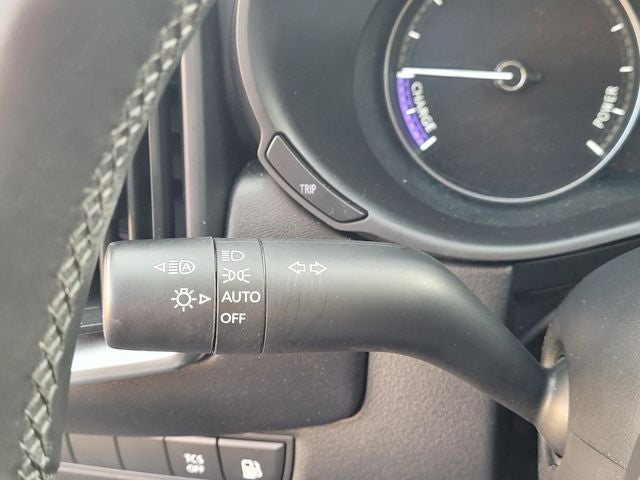 CHARGE
POWER
TRIP
A
AUTO
OFF
TCS
OFF